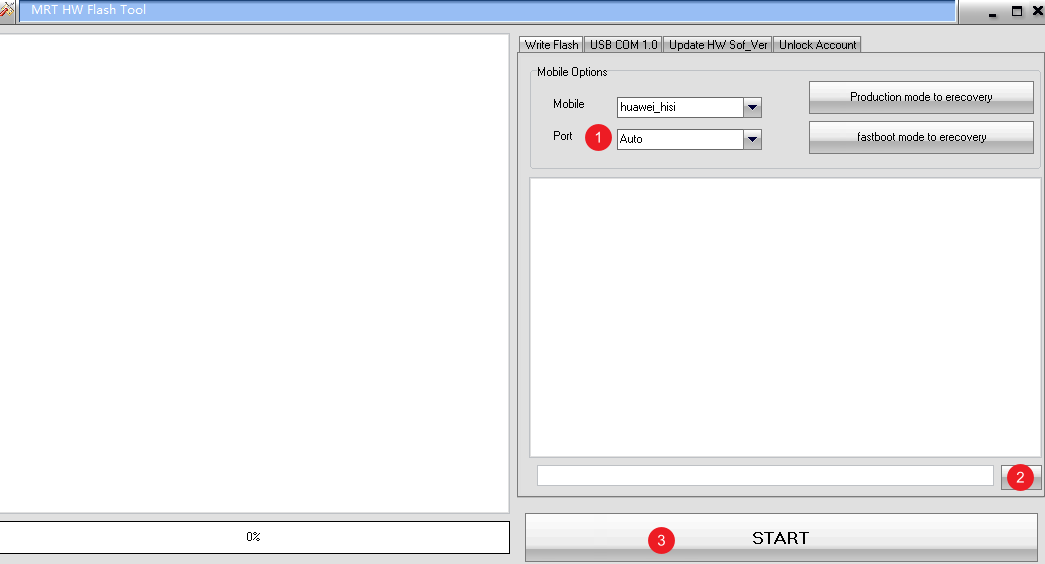 MRT HW Flash Tool
Write Flash USB COM 1.0 Update HW Sof_Ver Unlock Account
Mobile Options
Mobile huawei_hisi Production mode to erecovery
Port 1 Auto fastboot mode to erecovery
2
0%
3 START